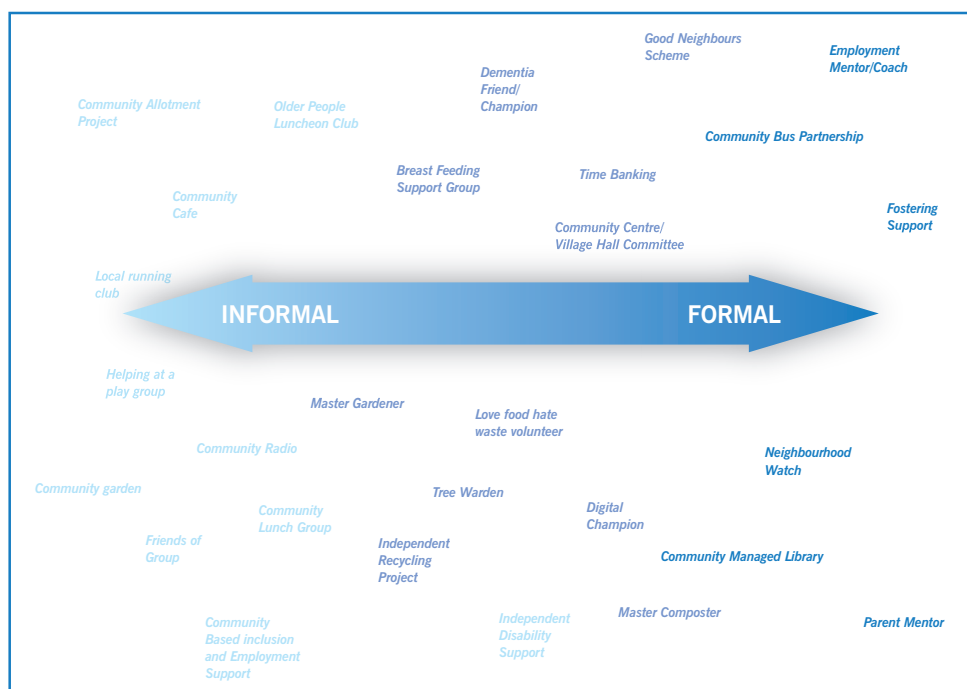 Good Neighbours
Scheme
Employment
Mentor/Coach
Dementia
Friend/
Champion
Community Allotment
Project
Older People
Luncheon Club
Community Bus Partnership
Breast Feeding
Support Group
Time Banking
Community
Cafe
Fostering
Support
Community Centre/
Village Hall Committee
Local running
club
INFORMAL
FORMAL
Helping at a
play group
Master Gardener
Love food hate
waste volunteer
Community Radio
Neighbourhood
Watch
Community garden
Tree Warden
Community
Lunch Group
Digital
Champion
Friends of
Group
Independent
Recycling
Project
Community Managed Library
Community
Based inclusion
and Employment
Support
Independent
Disability
Support
Master Composter
Parent Mentor